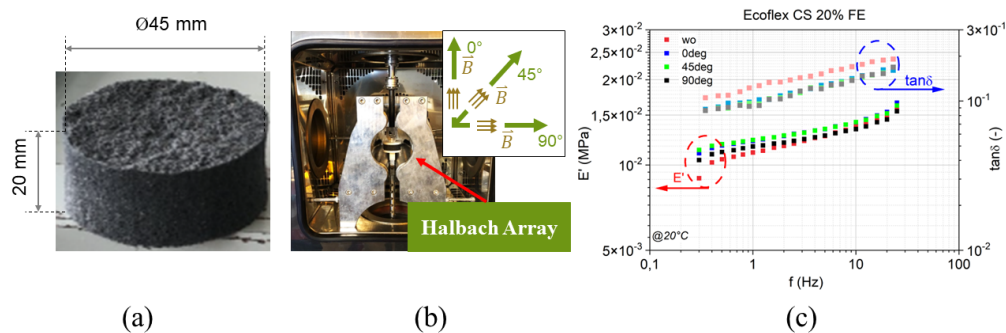 (a)
Ø45 mm
20 mm
(b)
0°
B
45°
B
B
90°
Halbach Array
(c)
Ecoflex CS 20% FE
wo
0deg
45deg
90deg
tanδ
E'
@20°C
3×10⁻²
2,5×10⁻²
2×10⁻²
1,5×10⁻²
10⁻²
5×10⁻³
E' (MPa)
0,1
1
10
100
f (Hz)
3×10⁻¹
10⁻¹
10⁻²
tanδ (-)
(a)
(b)
(c)